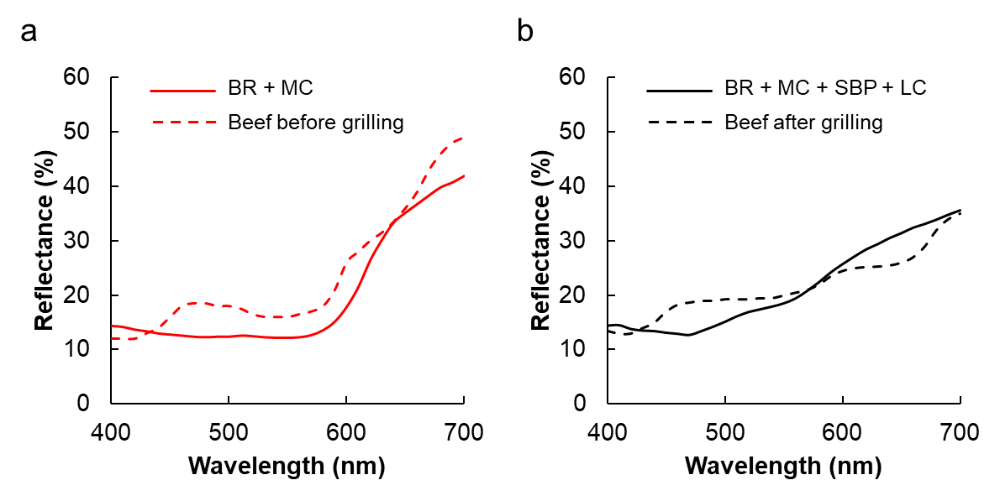 a
60
50
40
30
20
10
0
400 500 600 700
Reflectance (%)
Wavelength (nm)
BR + MC
Beef before grilling
b
60
50
40
30
20
10
0
400 500 600 700
Reflectance (%)
Wavelength (nm)
BR + MC + SBP + LC
Beef after grilling